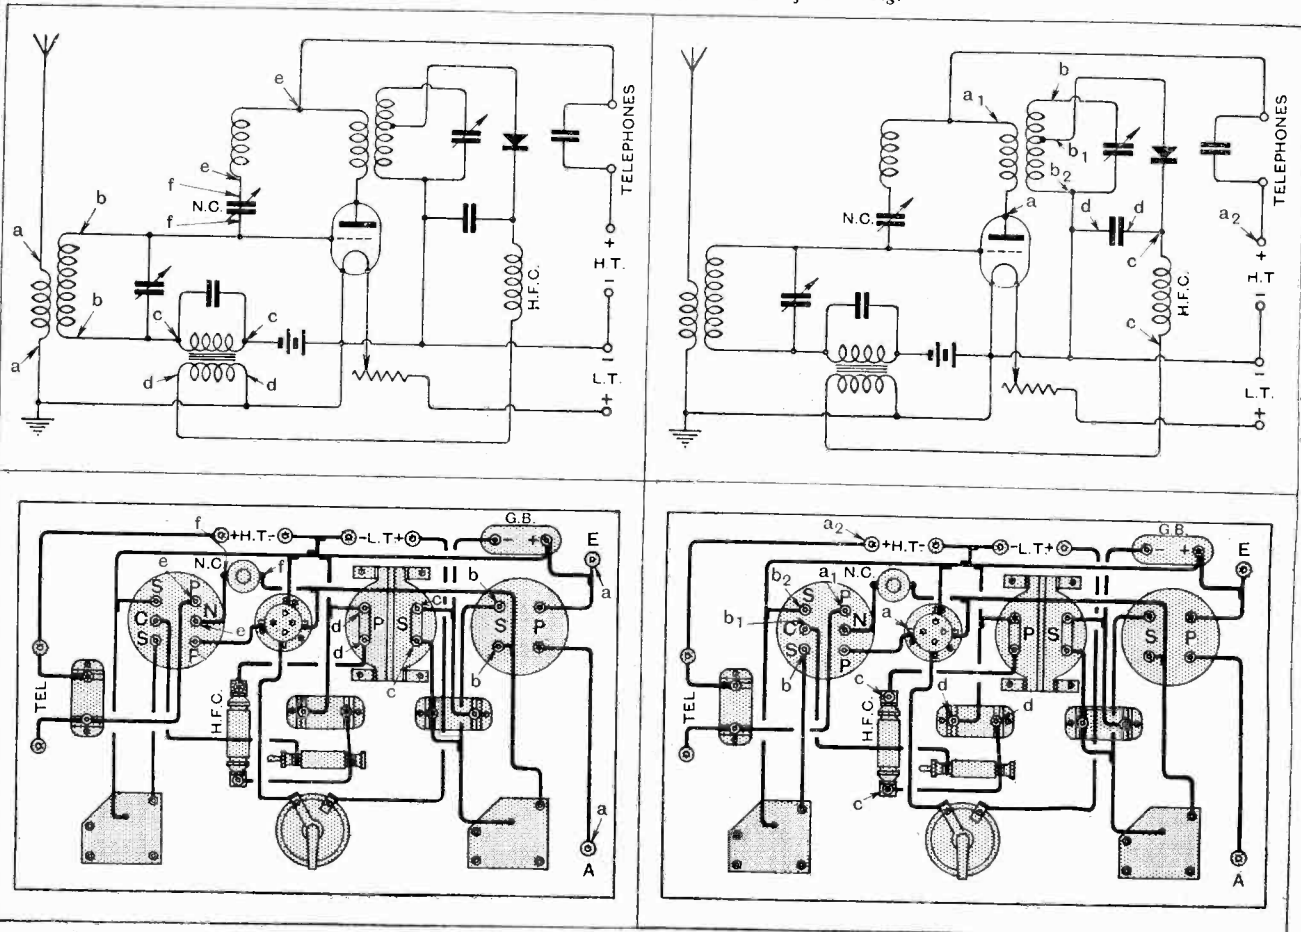 e
e
f
N.C.
f
b
a
b
c
c
a
d
d
H.F.C.
TELEPHONES
+
H.T.
-
-
L.T.
+
b
a1
b1
b2
N.C.
a
d
d
c
c
H.F.C.
TELEPHONES
a2
+
H.T
-
-
L.T.
+
f
+H.T.-
-L.T.+
G.B.
- +
E
N.C.
f
e
S P
C N
S
e
c
b
a
d
P S
S P
d
c
b
TEL
H.F.C.
a
A
a2
+H.T.-
-L.T.+
G.B.
- +
E
N.C.
b2
a1
S P
b1
C N
S P
a
b
P S
S P
c
d
d
TEL
H.F.C.
c
A